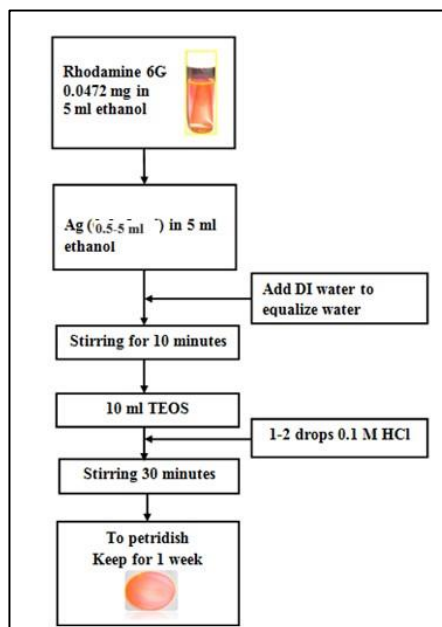 Rhodamine 6G
0.0472 mg in
5 ml ethanol
Ag (0.5-5 ml ) in 5 ml
ethanol
Add DI water to
equalize water
Stirring for 10 minutes
10 ml TEOS
1-2 drops 0.1 M HCl
Stirring 30 minutes
To petridish
Keep for 1 week